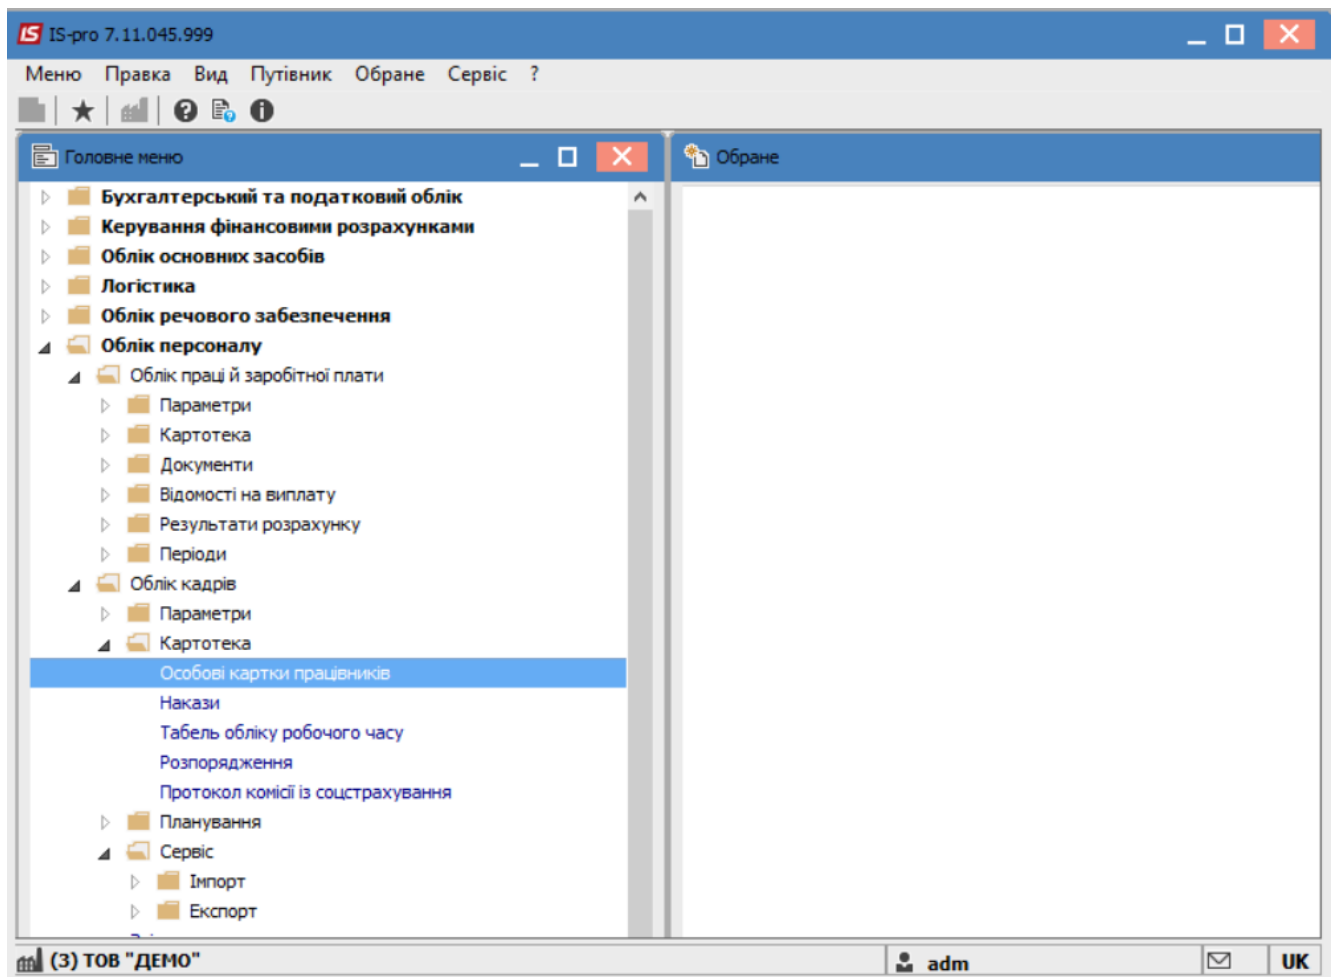 IS IS-pro 7.11.045.999
Меню Правка Вид Путівник Обране Сервіс ?
Головне меню
Обране
Бухгалтерський та податковий облік
Керування фінансовими розрахунками
Облік основних засобів
Логістика
Облік речового забезпечення
Облік персоналу
Облік праці й заробітної плати
Параметри
Картотека
Документи
Відомості на виплату
Результати розрахунку
Періоди
Облік кадрів
Параметри
Картотека
Особові картки працівників
Накази
Табель обліку робочого часу
Розпорядження
Протокол комісії із соцстрахування
Планування
Сервіс
Імпорт
Експорт
(3) ТОВ "ДЕМО" adm UK